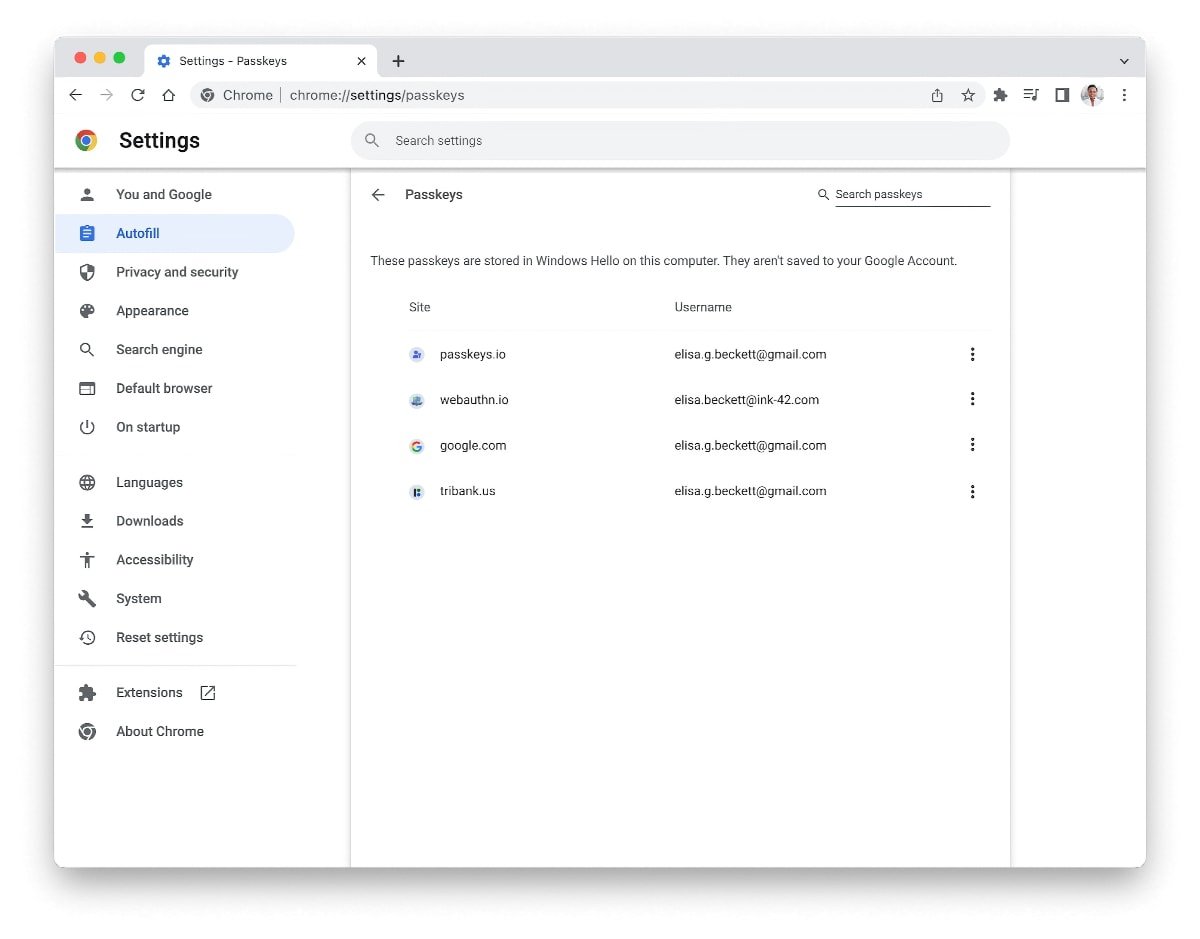 Settings - Passkeys
Chrome chrome://settings/passkeys
Settings
Search settings
You and Google
Autofill
Privacy and security
Appearance
Search engine
Default browser
On startup
Languages
Downloads
Accessibility
System
Reset settings
Extensions
About Chrome
Passkeys
Search passkeys
These passkeys are stored in Windows Hello on this computer. They aren't saved to your Google Account.
Site Username
passkeys.io elisa.g.beckett@gmail.com
webauthn.io elisa.beckett@ink-42.com
google.com elisa.g.beckett@gmail.com
tribank.us elisa.g.beckett@gmail.com